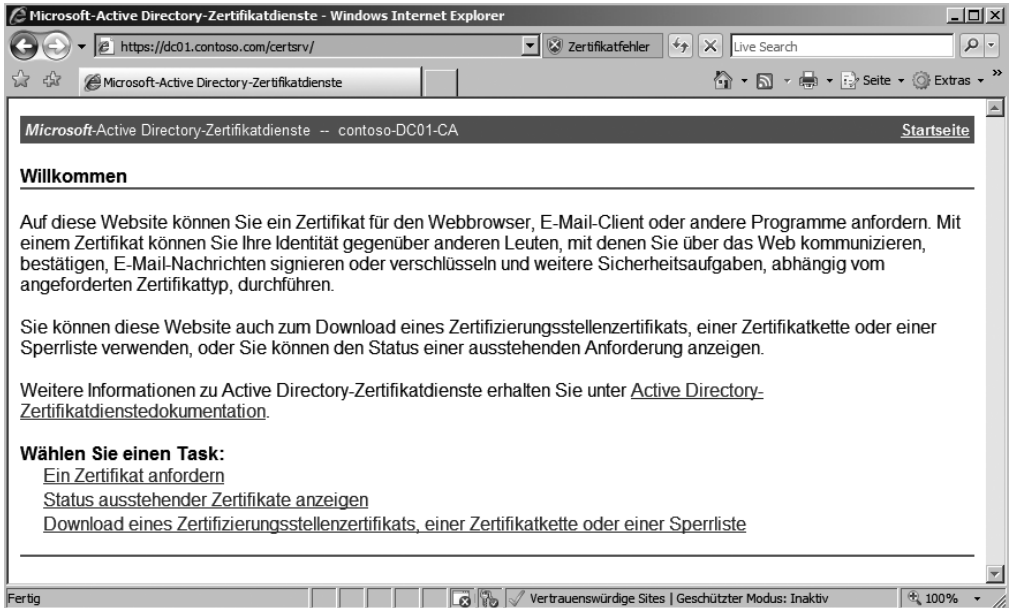 Microsoft-Active Directory-Zertifikatdienste - Windows Internet Explorer
https://dc01.contoso.com/certsrv/
Zertifikatfehler
Live Search
Microsoft-Active Directory-Zertifikatdienste
Seite
Extras
»
Microsoft-Active Directory-Zertifikatdienste -- contoso-DC01-CA
Startseite
Willkommen
Auf diese Website können Sie ein Zertifikat für den Webbrowser, E-Mail-Client oder andere Programme anfordern. Mit
einem Zertifikat können Sie Ihre Identität gegenüber anderen Leuten, mit denen Sie über das Web kommunizieren,
bestätigen, E-Mail-Nachrichten signieren oder verschlüsseln und weitere Sicherheitsaufgaben, abhängig vom
angeforderten Zertifikattyp, durchführen.
Sie können diese Website auch zum Download eines Zertifizierungsstellenzertifikats, einer Zertifikatkette oder einer
Sperrliste verwenden, oder Sie können den Status einer ausstehenden Anforderung anzeigen.
Weitere Informationen zu Active Directory-Zertifikatdienste erhalten Sie unter Active Directory-
Zertifikatdienstedokumentation.
Wählen Sie einen Task:
Ein Zertifikat anfordern
Status ausstehender Zertifikate anzeigen
Download eines Zertifizierungsstellenzertifikats, einer Zertifikatkette oder einer Sperrliste
Fertig
Vertrauenswürdige Sites | Geschützter Modus: Inaktiv
100%